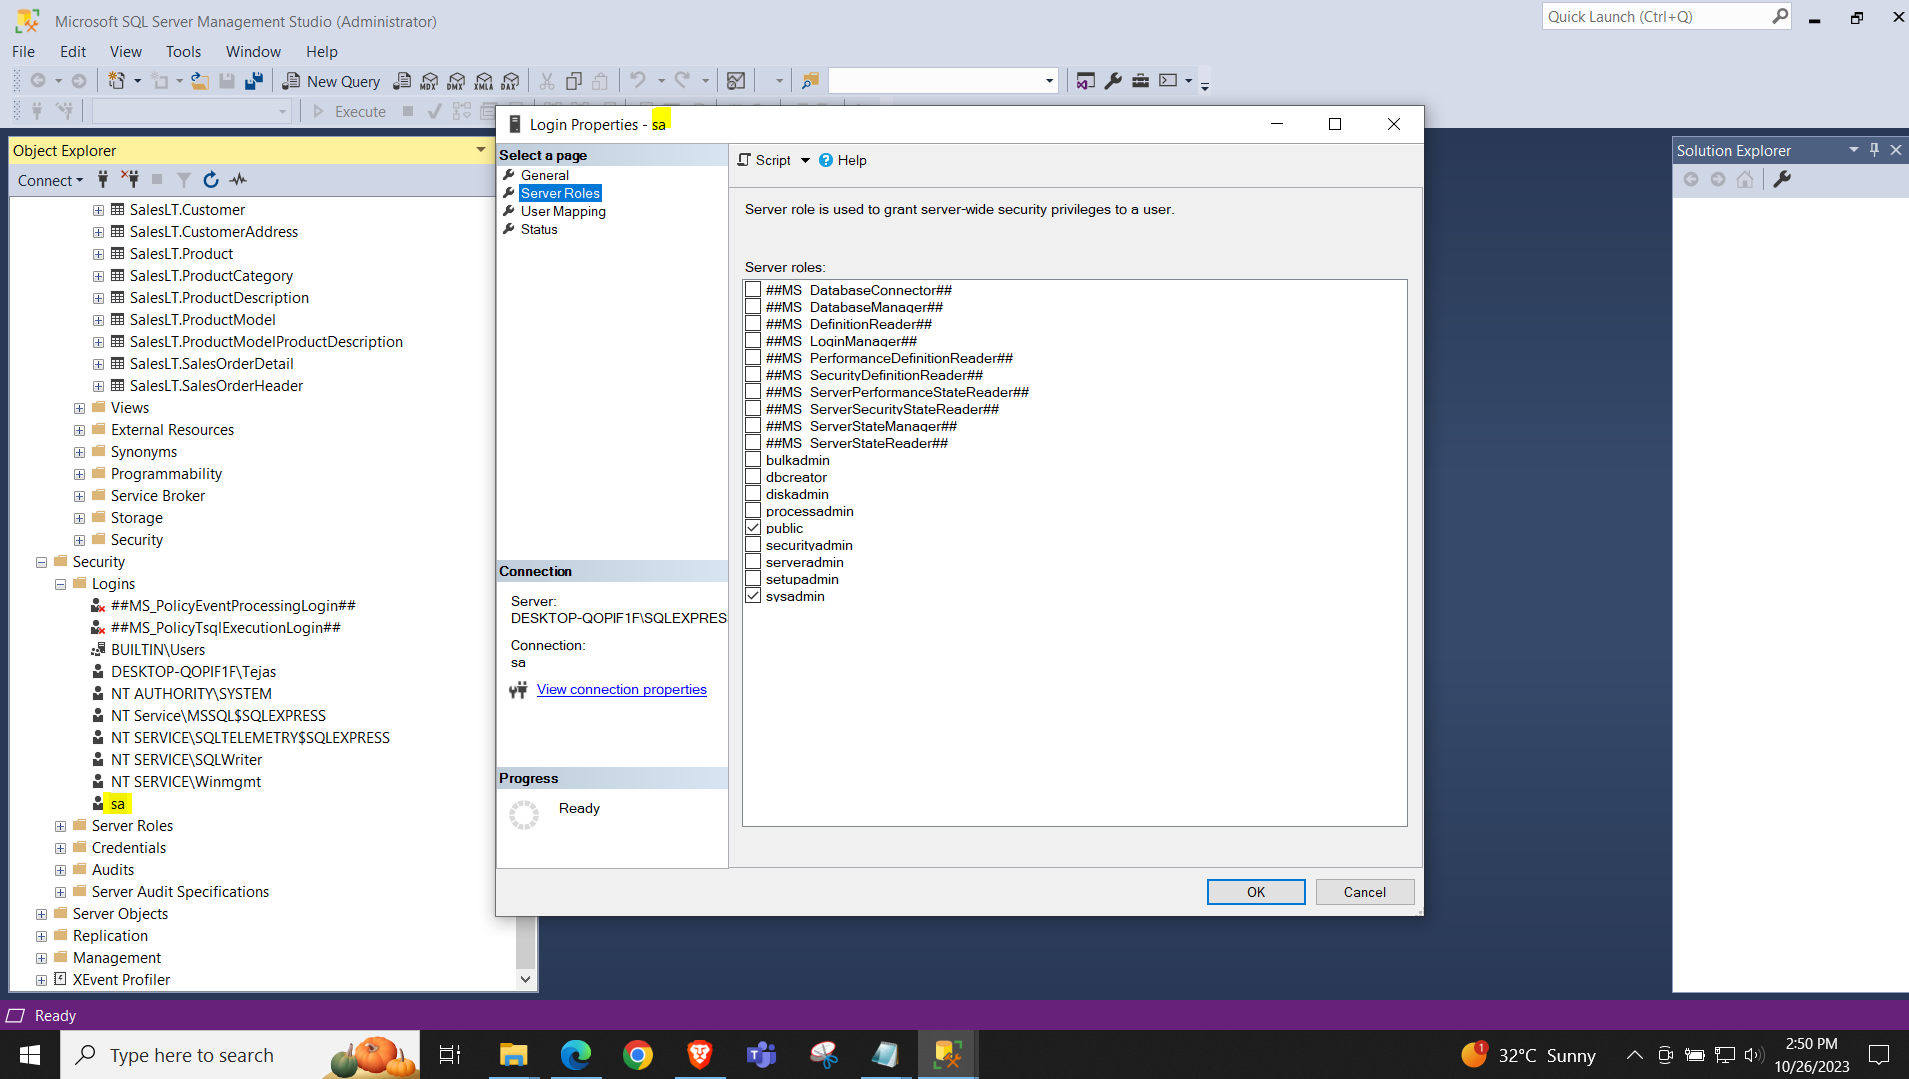 Microsoft SQL Server Management Studio (Administrator)
Quick Launch (Ctrl+Q)
File Edit View Tools Window Help
New Query
MDX DMX XMLA DAX
Execute
Object Explorer
Connect
SalesLT.Customer
SalesLT.CustomerAddress
SalesLT.Product
SalesLT.ProductCategory
SalesLT.ProductDescription
SalesLT.ProductModel
SalesLT.ProductModelProductDescription
SalesLT.SalesOrderDetail
SalesLT.SalesOrderHeader
Views
External Resources
Synonyms
Programmability
Service Broker
Storage
Security
Security
Logins
##MS_PolicyEventProcessingLogin##
##MS_PolicyTsqlExecutionLogin##
BUILTIN\Users
DESKTOP-QOPIF1F\Tejas
NT AUTHORITY\SYSTEM
NT Service\MSSQL$SQLEXPRESS
NT SERVICE\SQLTELEMETRY$SQLEXPRESS
NT SERVICE\SQLWriter
NT SERVICE\Winmgmt
sa
Server Roles
Credentials
Audits
Server Audit Specifications
Server Objects
Replication
Management
XEvent Profiler
Login Properties - sa
Select a page
General
Server Roles
User Mapping
Status
Connection
Server:
DESKTOP-QOPIF1F\SQLEXPRES
Connection:
sa
View connection properties
Progress
Ready
Script Help
Server role is used to grant server-wide security privileges to a user.
Server roles:
##MS_DatabaseConnector##
##MS_DatabaseManager##
##MS_DefinitionReader##
##MS_LoginManager##
##MS_PerformanceDefinitionReader##
##MS_SecurityDefinitionReader##
##MS_ServerPerformanceStateReader##
##MS_ServerSecurityStateReader##
##MS_ServerStateManager##
##MS_ServerStateReader##
bulkadmin
dbcreator
diskadmin
processadmin
public
securityadmin
serveradmin
setupadmin
sysadmin
OK Cancel
Solution Explorer
Ready
Type here to search
1
32°C Sunny
2:50 PM
10/26/2023